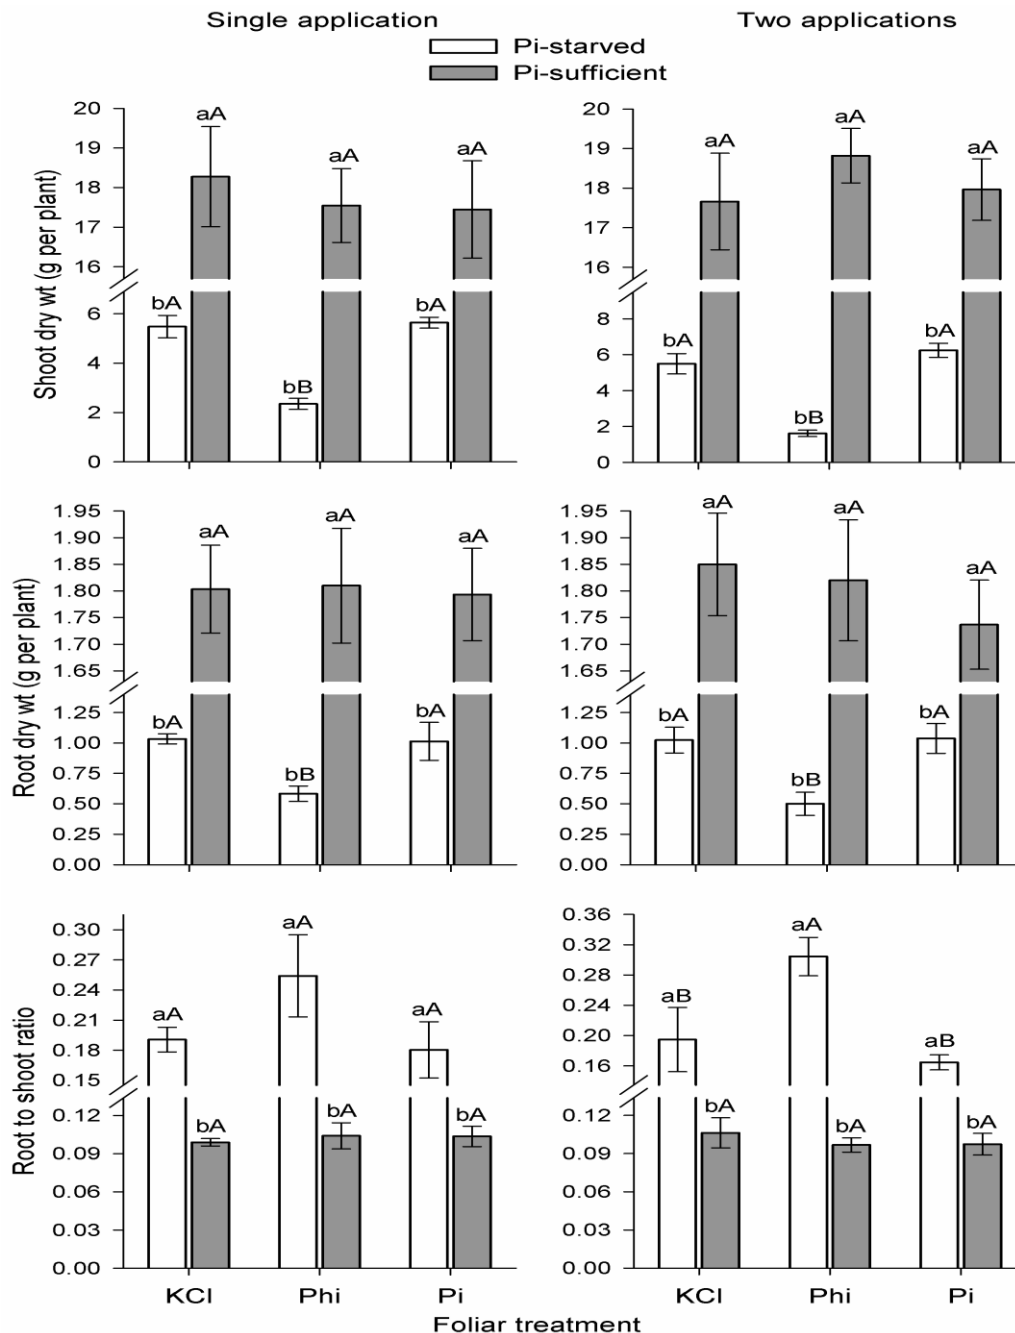 Single application
Two applications
Pi-starved
Pi-sufficient
Shoot dry wt (g per plant)
20
19
18
17
16
6
4
2
0
aA
aA
aA
bA
bB
bA
20
19
18
17
16
8
6
4
2
0
aA
aA
aA
bA
bB
bA
Root dry wt (g per plant)
1.95
1.90
1.85
1.80
1.75
1.70
1.65
1.25
1.00
0.75
0.50
0.25
0.00
aA
aA
aA
bA
bB
bA
1.95
1.90
1.85
1.80
1.75
1.70
1.65
1.25
1.00
0.75
0.50
0.25
0.00
aA
aA
aA
bA
bB
bA
Root to shoot ratio
0.30
0.27
0.24
0.21
0.18
0.15
0.12
0.09
0.06
0.03
0.00
aA
aA
aA
bA
bA
bA
0.36
0.32
0.28
0.24
0.20
0.16
0.12
0.09
0.06
0.03
0.00
aB
aA
aB
bA
bA
bA
KCl Phi Pi
KCl Phi Pi
Foliar treatment